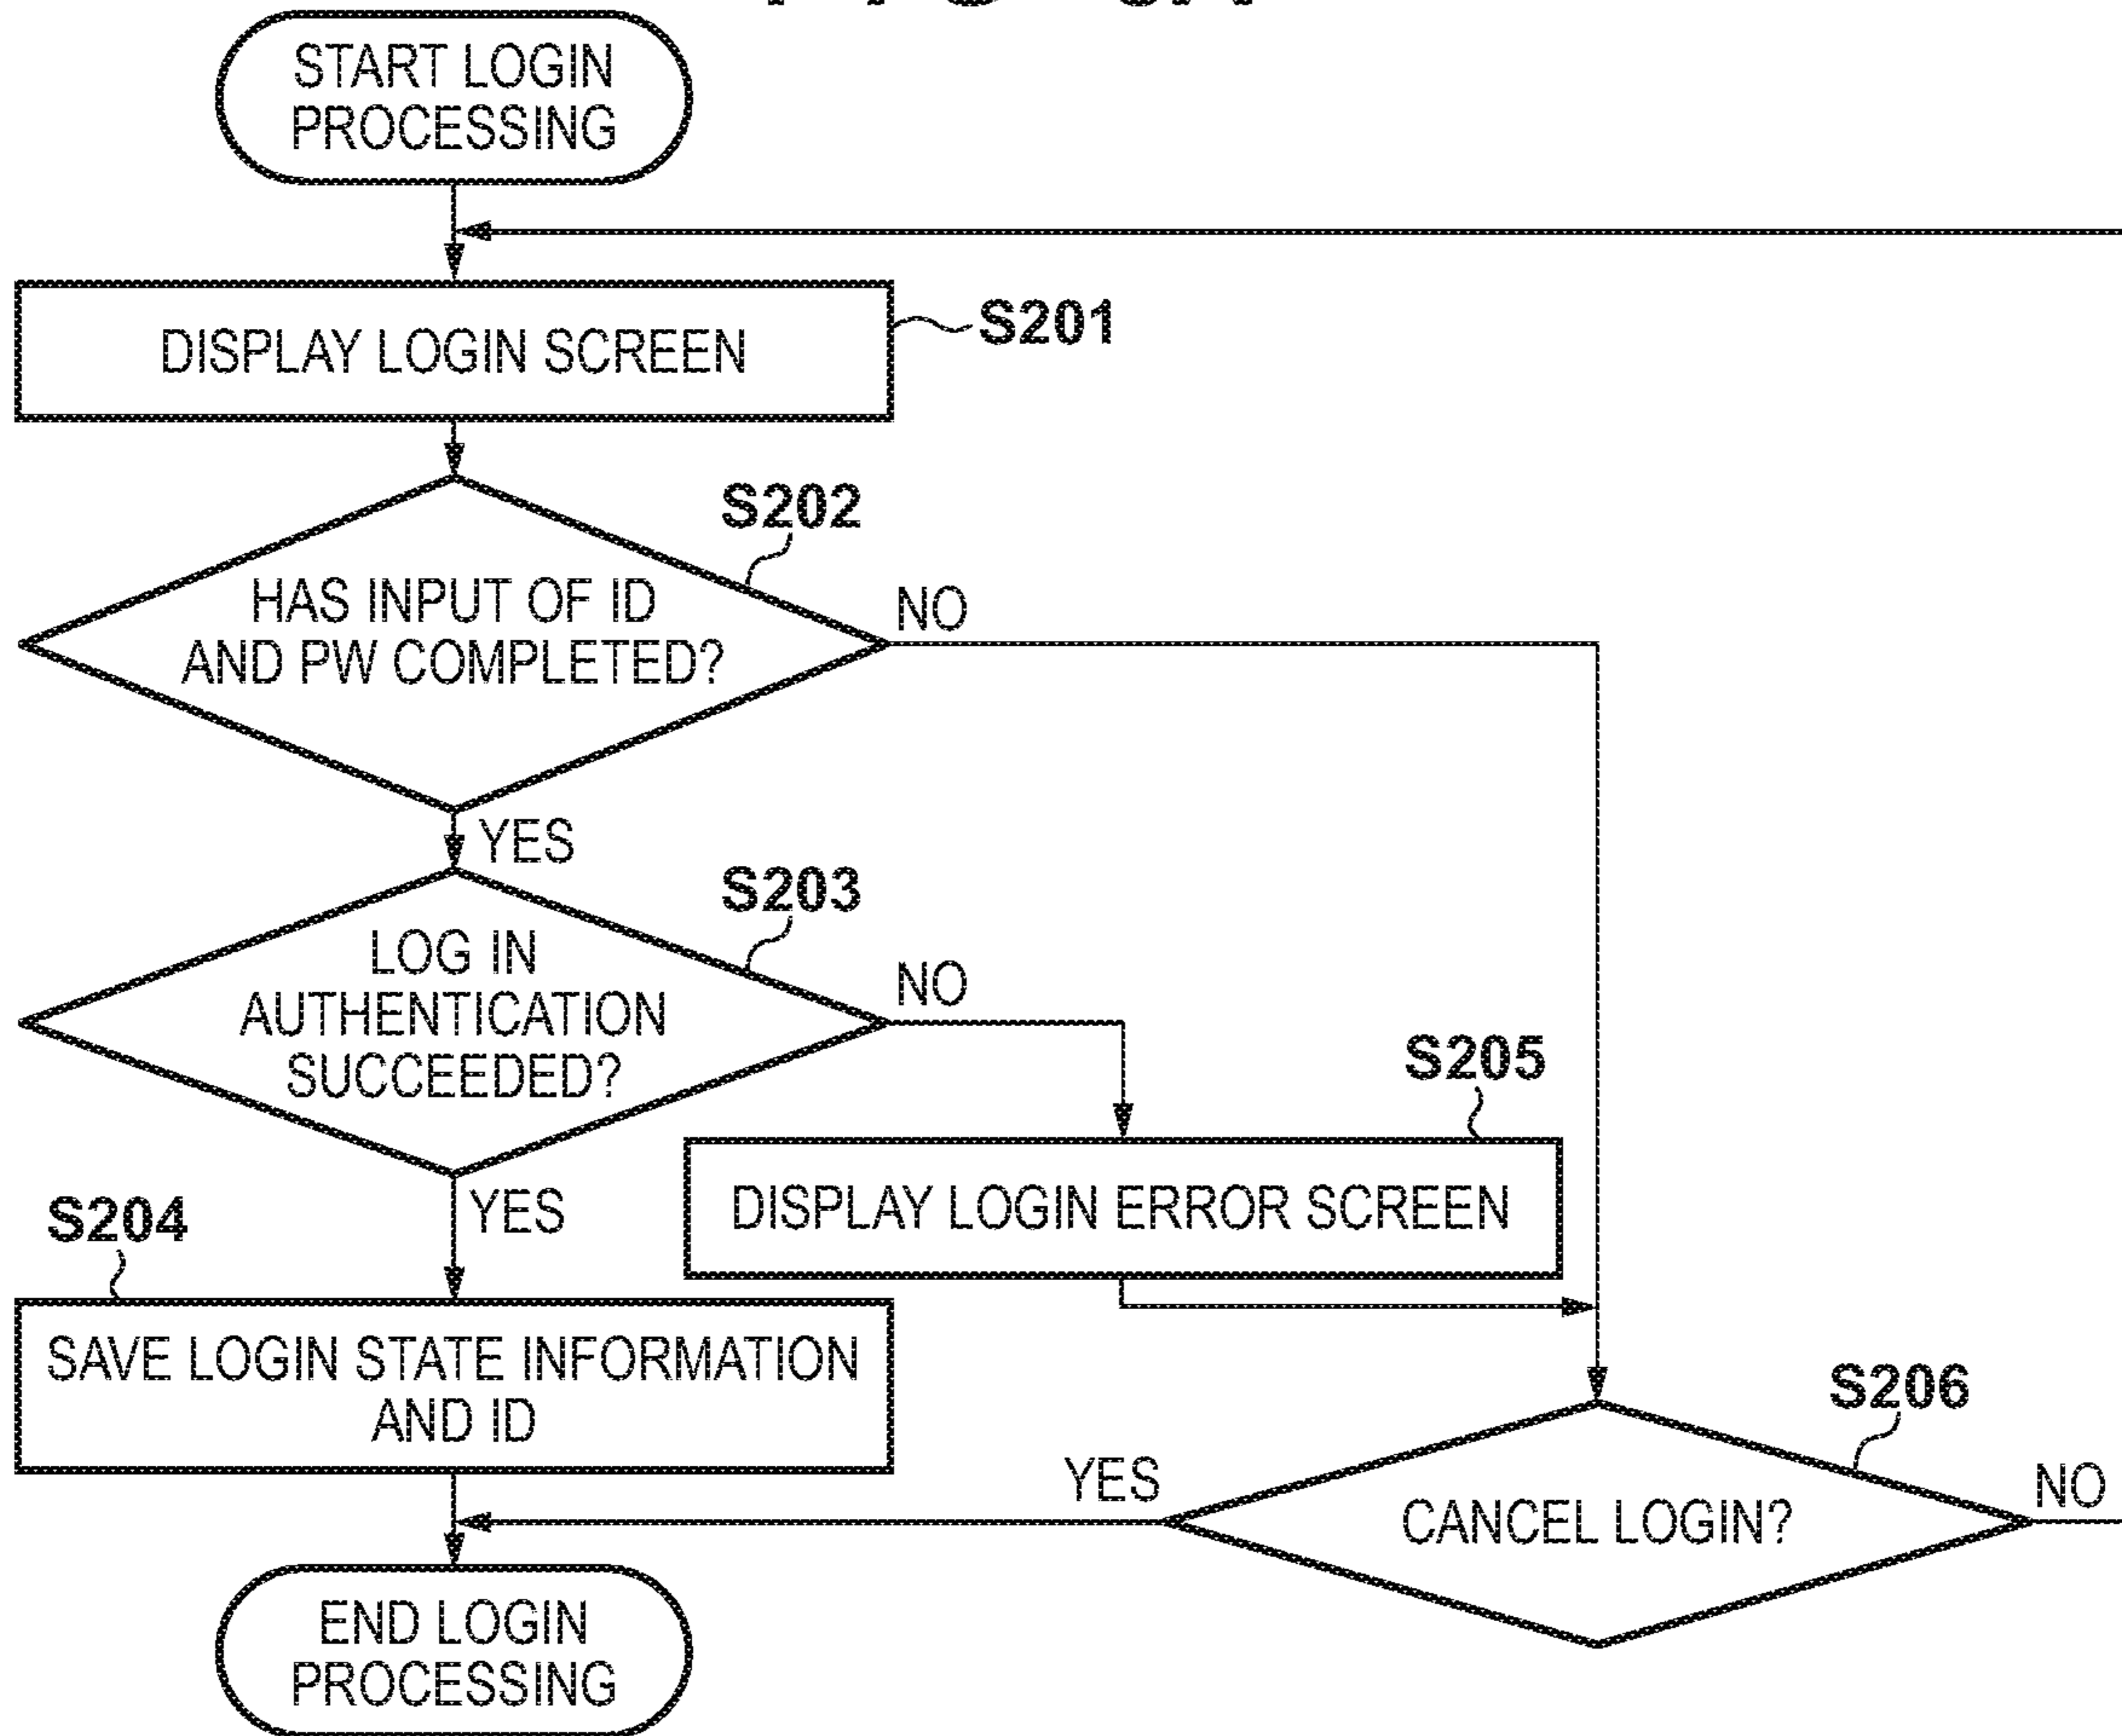 START LOGIN
PROCESSING
DISPLAY LOGIN SCREEN
S201
S202
HAS INPUT OF ID
AND PW COMPLETED?
NO
YES
S203
LOG IN
AUTHENTICATION
SUCCEEDED?
NO
S205
DISPLAY LOGIN ERROR SCREEN
YES
S204
SAVE LOGIN STATE INFORMATION
AND ID
S206
CANCEL LOGIN?
YES
NO
END LOGIN
PROCESSING